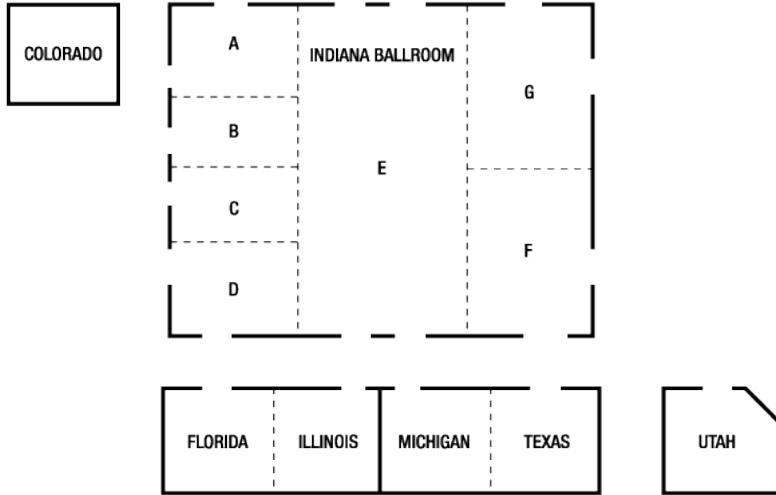 COLORADO
A
INDIANA BALLROOM
G
B
E
C
F
D
FLORIDA
ILLINOIS
MICHIGAN
TEXAS
UTAH